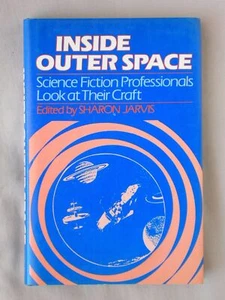 INSIDE
OUTER SPACE
Science Fiction Professionals
Look at Their Craft
Edited by SHARON JARVIS